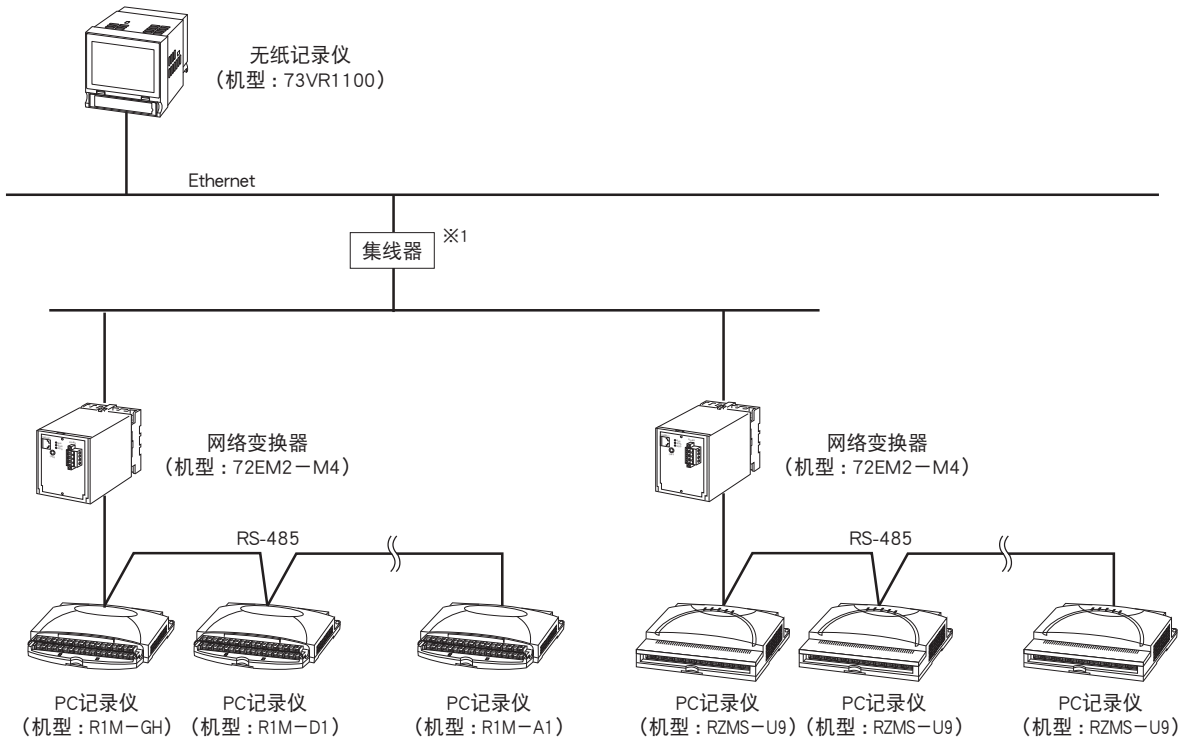 无纸记录仪
（机型：73VR1100）
Ethernet
集线器
※1
网络变换器
（机型：72EM2－M4）
网络变换器
（机型：72EM2－M4）
RS-485
RS-485
PC记录仪
（机型：R1M－GH）
PC记录仪
（机型：R1M－D1）
PC记录仪
（机型：R1M－A1）
PC记录仪
（机型：RZMS－U9）
PC记录仪
（机型：RZMS－U9）
PC记录仪
（机型：RZMS－U9）